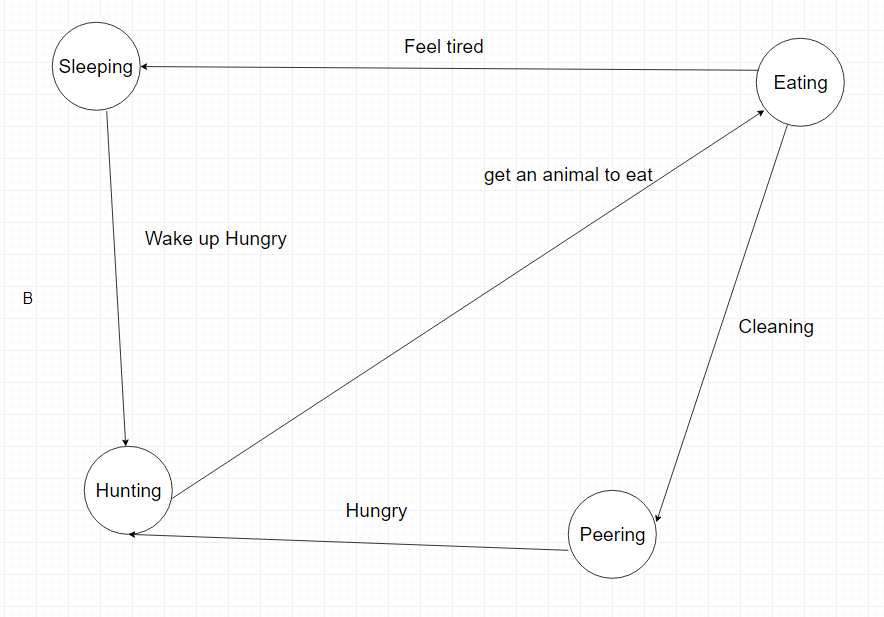 Feel tired
Sleeping
Eating
get an animal to eat
Wake up Hungry
B
Cleaning
Hunting
Hungry
Peering